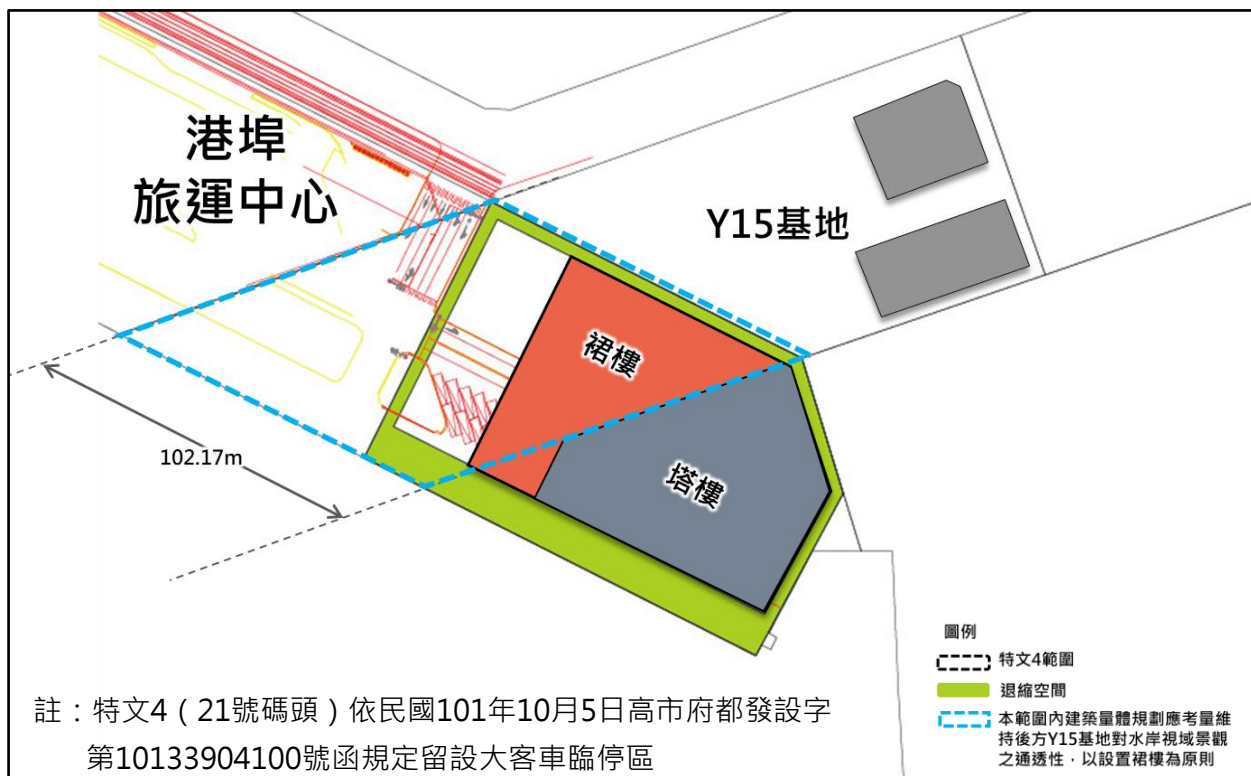 港埠
旅運中心
Y15基地
裙樓
塔樓
102.17m
圖例
特文4範圍
退縮空間
本範圍內建築量體規劃應考量維
持後方Y15基地對水岸視域景觀
之通透性，以設置裙樓為原則
註：特文4（21號碼頭）依民國101年10月5日高市府都發設字
第10133904100號函規定留設大客車臨停區